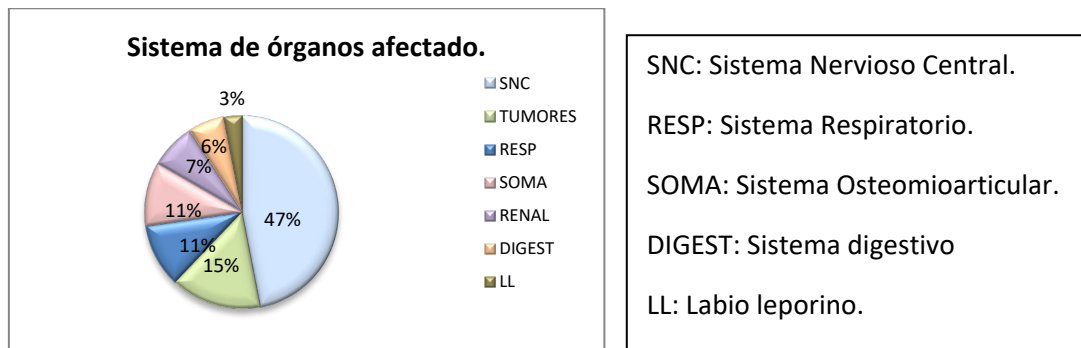 Sistema de órganos afectado.
3%
6%
7%
11%
11%
15%
47%
SNC
TUMORES
RESP
SOMA
RENAL
DIGEST
LL
SNC: Sistema Nervioso Central.
RESP: Sistema Respiratorio.
SOMA: Sistema Osteomioarticular.
DIGEST: Sistema digestivo
LL: Labio leporino.